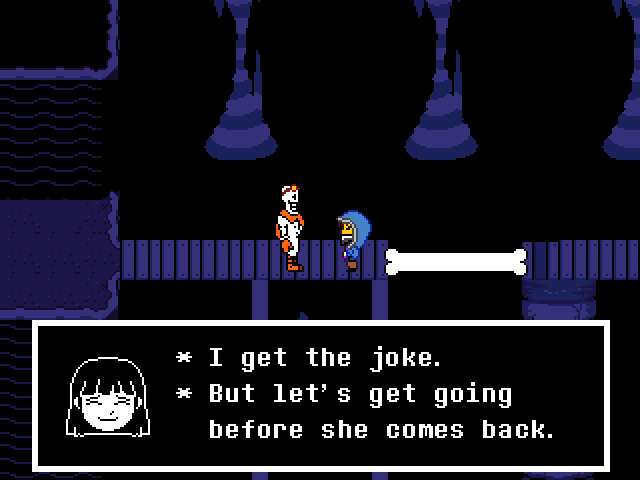 * I get the joke.
* But let's get going
before she comes back.